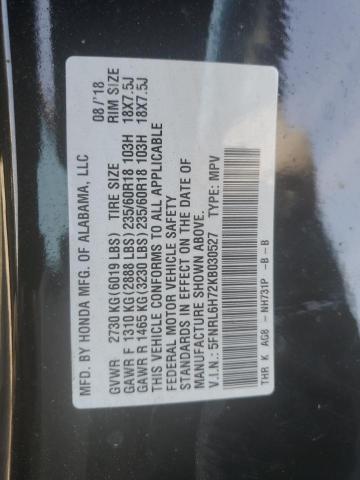 MFD. BY HONDA MFG. OF ALABAMA, LLC 08/'18
GVWR 2730 KG(6019 LBS) TIRE SIZE RIM SIZE
GAWR F 1310 KG(2888 LBS) 235/60R18 103H 18X7.5J
GAWR R 1465 KG(3230 LBS) 235/60R18 103H 18X7.5J
THIS VEHICLE CONFORMS TO ALL APPLICABLE
FEDERAL MOTOR VEHICLE SAFETY
STANDARDS IN EFFECT ON THE DATE OF
MANUFACTURE SHOWN ABOVE.
V.I.N.: 5FNRL6H72KB030527 TYPE: MPV
THR K AG8 - NH731P -B -B